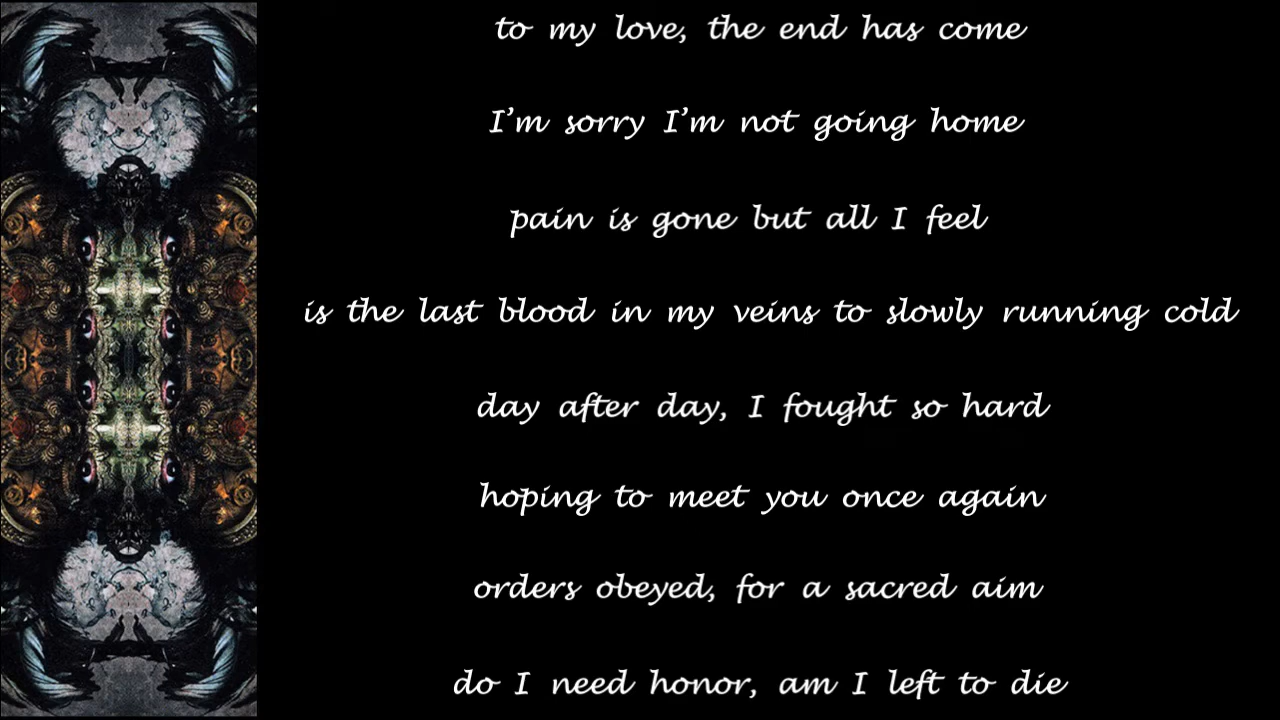 to my love, the end has come
I'm sorry I'm not going home
pain is gone but all I feel
is the last blood in my veins to slowly running cold
day after day, I fought so hard
hoping to meet you once again
orders obeyed, for a sacred aim
do I need honor, am I left to die